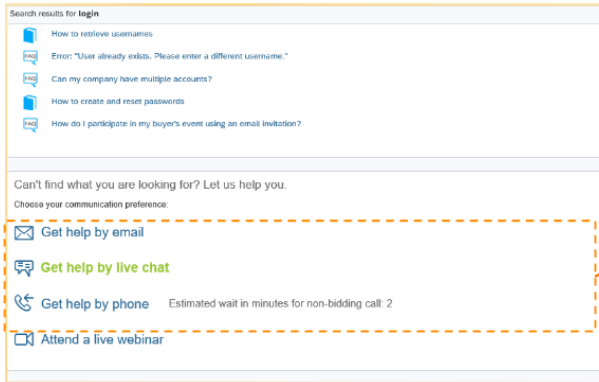 Search results for login
How to retrieve usernames
FAQ Error: "User already exists. Please enter a different username."
FAQ Can my company have multiple accounts?
How to create and reset passwords
FAQ How do I participate in my buyer's event using an email invitation?
Can't find what you are looking for? Let us help you.
Choose your communication preference:
Get help by email
Get help by live chat
Get help by phone Estimated wait in minutes for non-bidding call: 2
Attend a live webinar